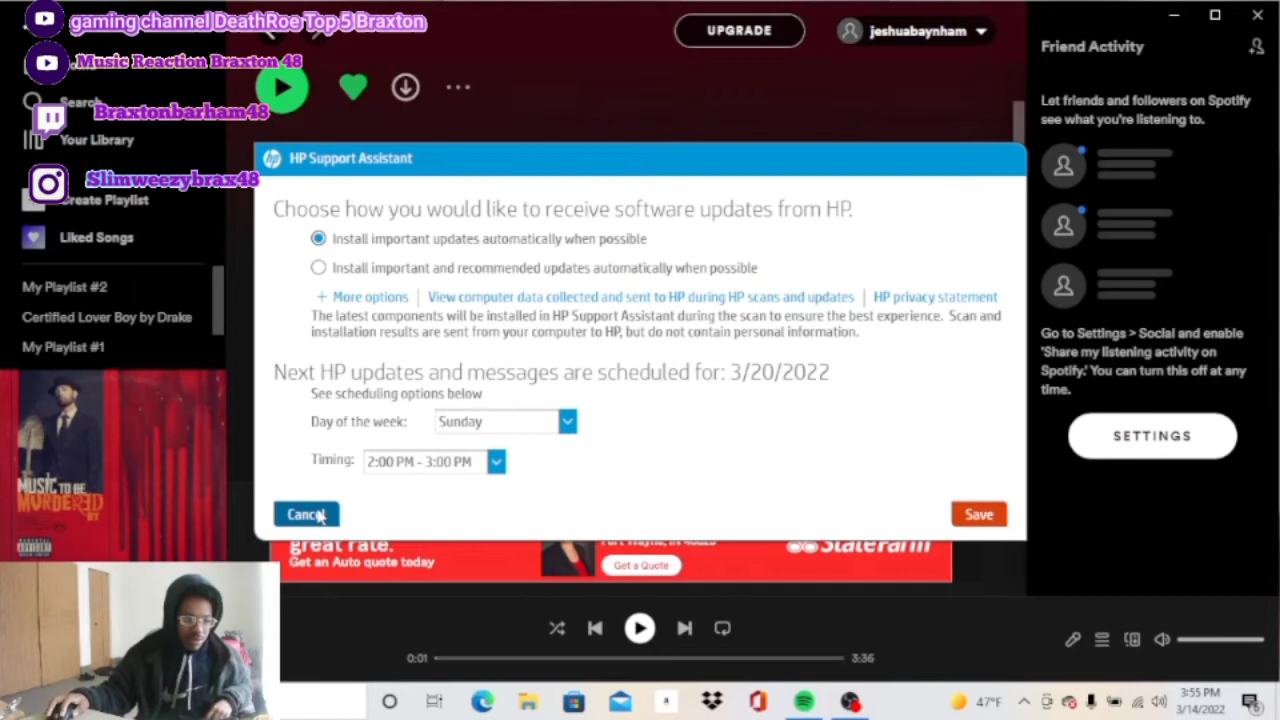 gaming channel DeathRoe Top 5 Braxton
Music Reaction Braxton 48
Search
Braxtonbarham48
Your Library
Slimweezybrax48
Create Playlist
Liked Songs
My Playlist #2
Certified Lover Boy by Drake
My Playlist #1
MUSIC TO BE
MURDERED
BY
UPGRADE
jeshuabaynham
HP Support Assistant
Choose how you would like to receive software updates from HP.
Install important updates automatically when possible
Install important and recommended updates automatically when possible
+ More options | View computer data collected and sent to HP during HP scans and updates | HP privacy statement
The latest components will be installed in HP Support Assistant during the scan to ensure the best experience. Scan and
installation results are sent from your computer to HP, but do not contain personal information.
Next HP updates and messages are scheduled for: 3/20/2022
See scheduling options below
Day of the week: Sunday
Timing: 2:00 PM - 3:00 PM
Cancel
Save
great rate.
Get an Auto quote today
Fort Wayne, IN
Get a Quote
StateFarm
Friend Activity
Let friends and followers on Spotify
see what you're listening to.
Go to Settings > Social and enable
'Share my listening activity on
Spotify.' You can turn this off at any
time.
SETTINGS
0:01
3:36
47°F
3:55 PM
3/14/2022